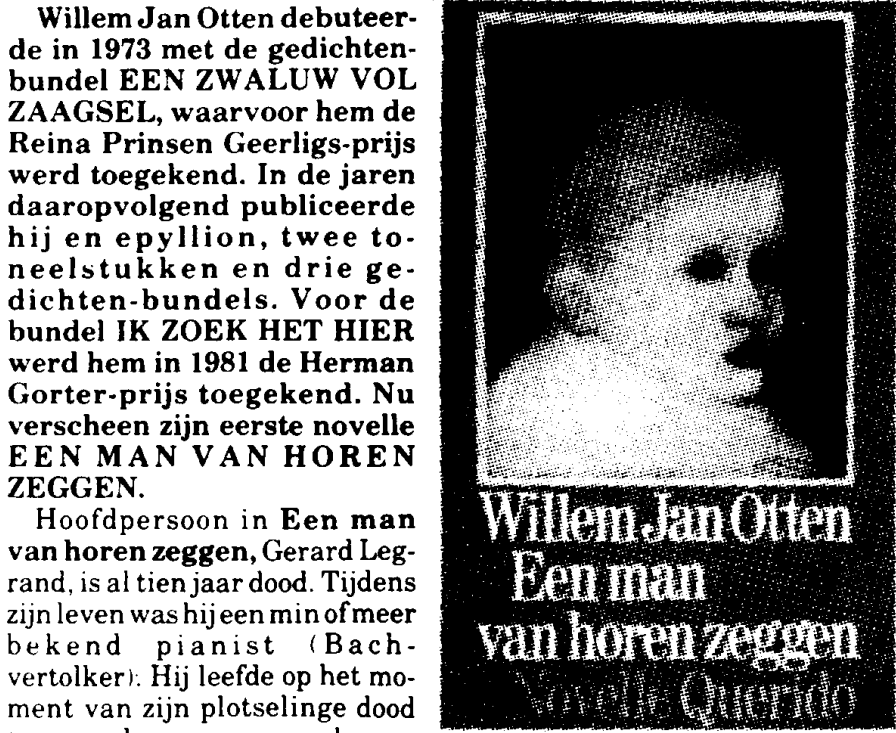 Willem Jan Otten debuteer-
de in 1973 met de gedichten-
bundel EEN ZWALUW VOL
ZAAGSEL, waarvoor hem de
Reina Prinsen Geerligs-prijs
werd toegekend. In de jaren
daaropvolgend publiceerde
hij en epyllion, twee to-
neelstukken en drie ge-
dichten-bundels. Voor de
bundel IK ZOEK HET HIER
werd hem in 1981 de Herman
Gorter-prijs toegekend. Nu
verscheen zijn eerste novelle
EEN MAN VAN HOREN
ZEGGEN.
Hoofdpersoon in Een man
van horen zeggen, Gerard Leg-
rand, is al tien jaar dood. Tijdens
zijn leven was hij een min of meer
bekend pianist (Bach-
vertolker). Hij leefde op het mo-
ment van zijn plotselinge dood
Willem Jan Otten
Een man
van horen zeggen
Novelle Querido